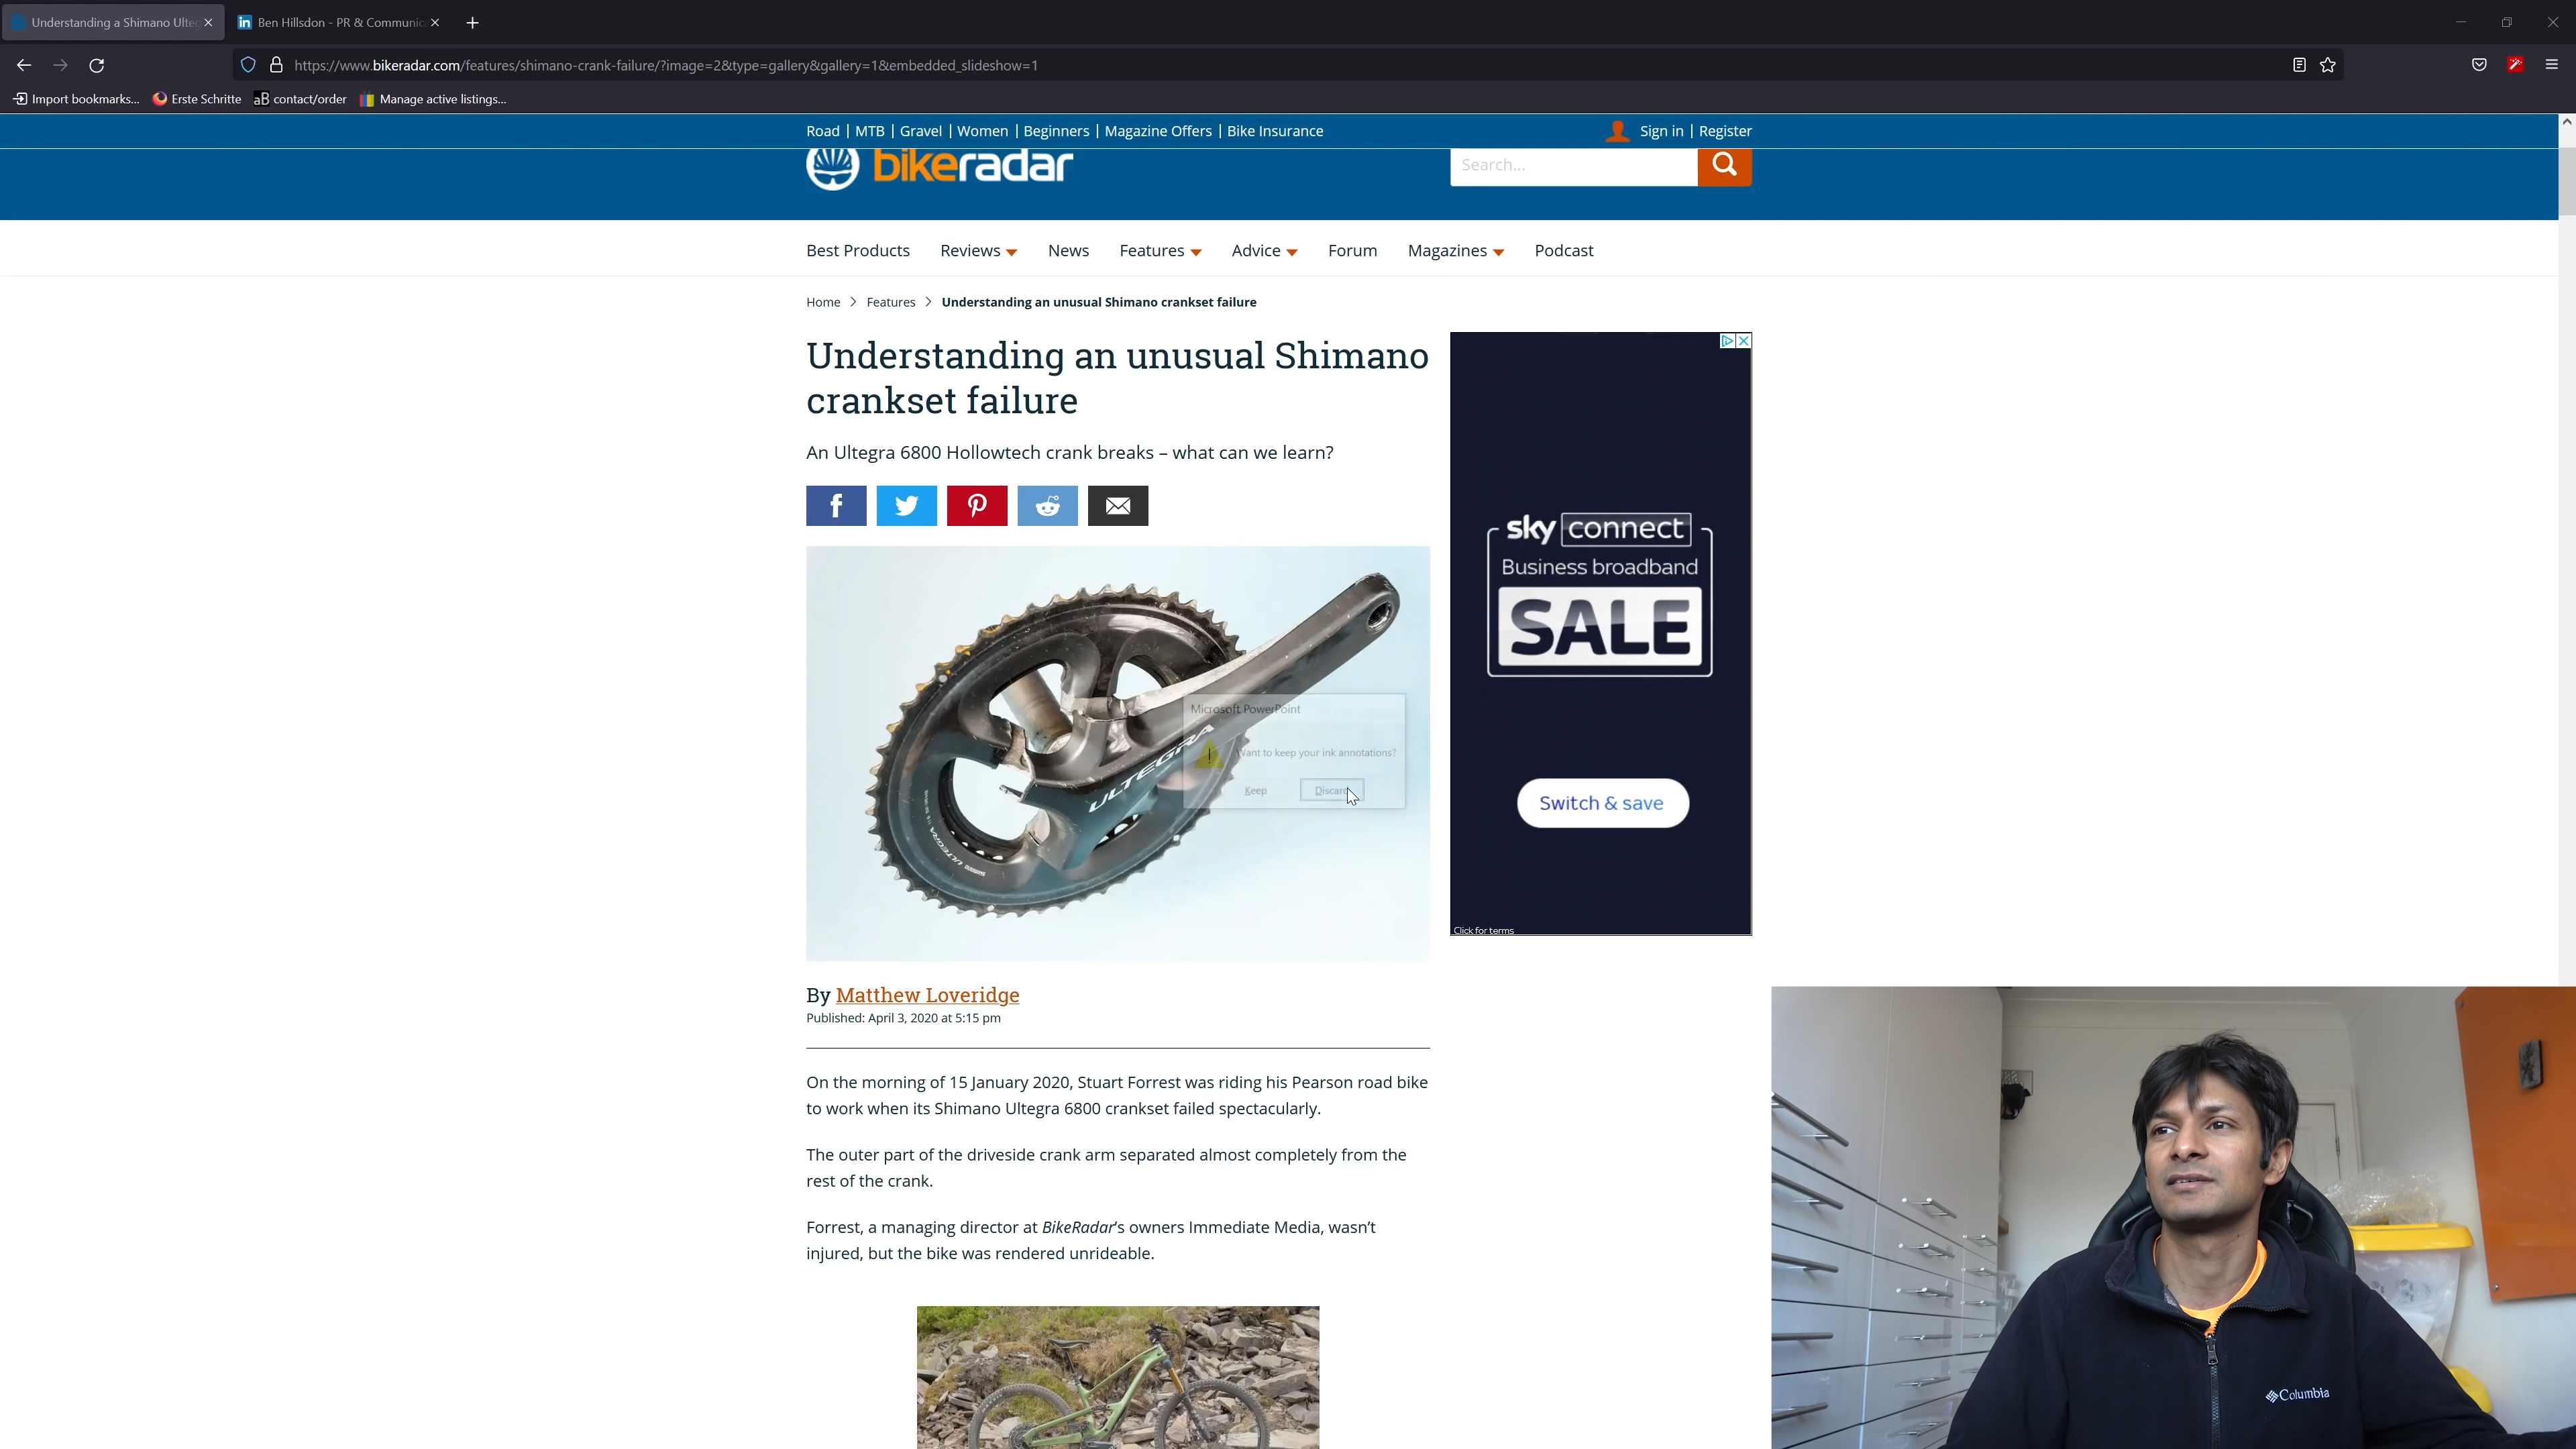 Understanding a Shimano Ulte
Ben Hillsdon - PR & Communic
https://www.bikeradar.com/features/shimano-crank-failure/?image=2&type=gallery&gallery=1&embedded_slideshow=1
Import bookmarks...
Erste Schritte
aB contact/order
Manage active listings...
Road | MTB | Gravel | Women | Beginners | Magazine Offers | Bike Insurance
Sign in | Register
bikeradar
Search...
Best Products
Reviews
News
Features
Advice
Forum
Magazines
Podcast
Home > Features > Understanding an unusual Shimano crankset failure
Understanding an unusual Shimano
crankset failure
An Ultegra 6800 Hollowtech crank breaks – what can we learn?
sky connect
Business broadband
SALE
Switch & save
Click for terms
ULTEGRA
Microsoft PowerPoint
Want to keep your ink annotations?
Keep
Discard
By Matthew Loveridge
Published: April 3, 2020 at 5:15 pm
On the morning of 15 January 2020, Stuart Forrest was riding his Pearson road bike
to work when its Shimano Ultegra 6800 crankset failed spectacularly.
The outer part of the driveside crank arm separated almost completely from the
rest of the crank.
Forrest, a managing director at BikeRadar's owners Immediate Media, wasn't
injured, but the bike was rendered unrideable.
Columbia